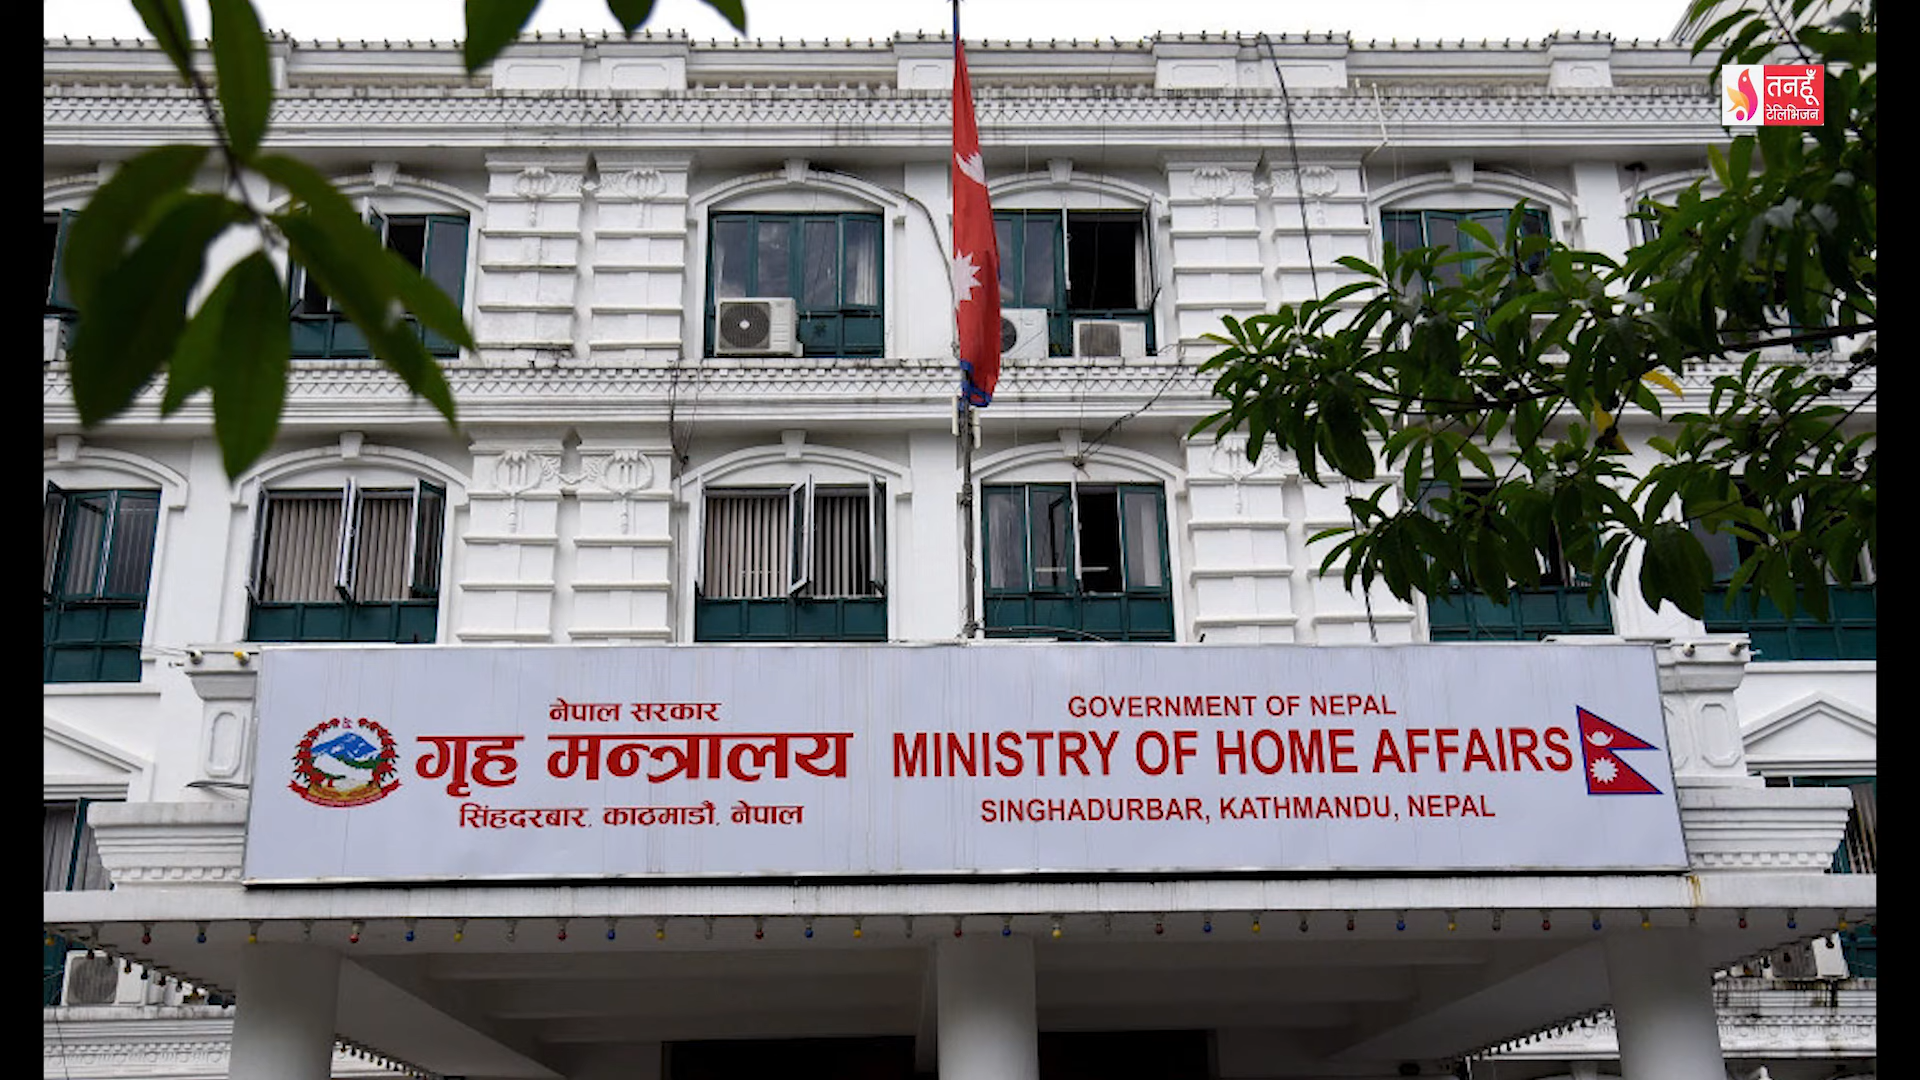 तनहुँ
टेलिभिजन
नेपाल सरकार
गृह मन्त्रालय
सिंहदरबार, काठमाडौं, नेपाल
GOVERNMENT OF NEPAL
MINISTRY OF HOME AFFAIRS
SINGHADURBAR, KATHMANDU, NEPAL